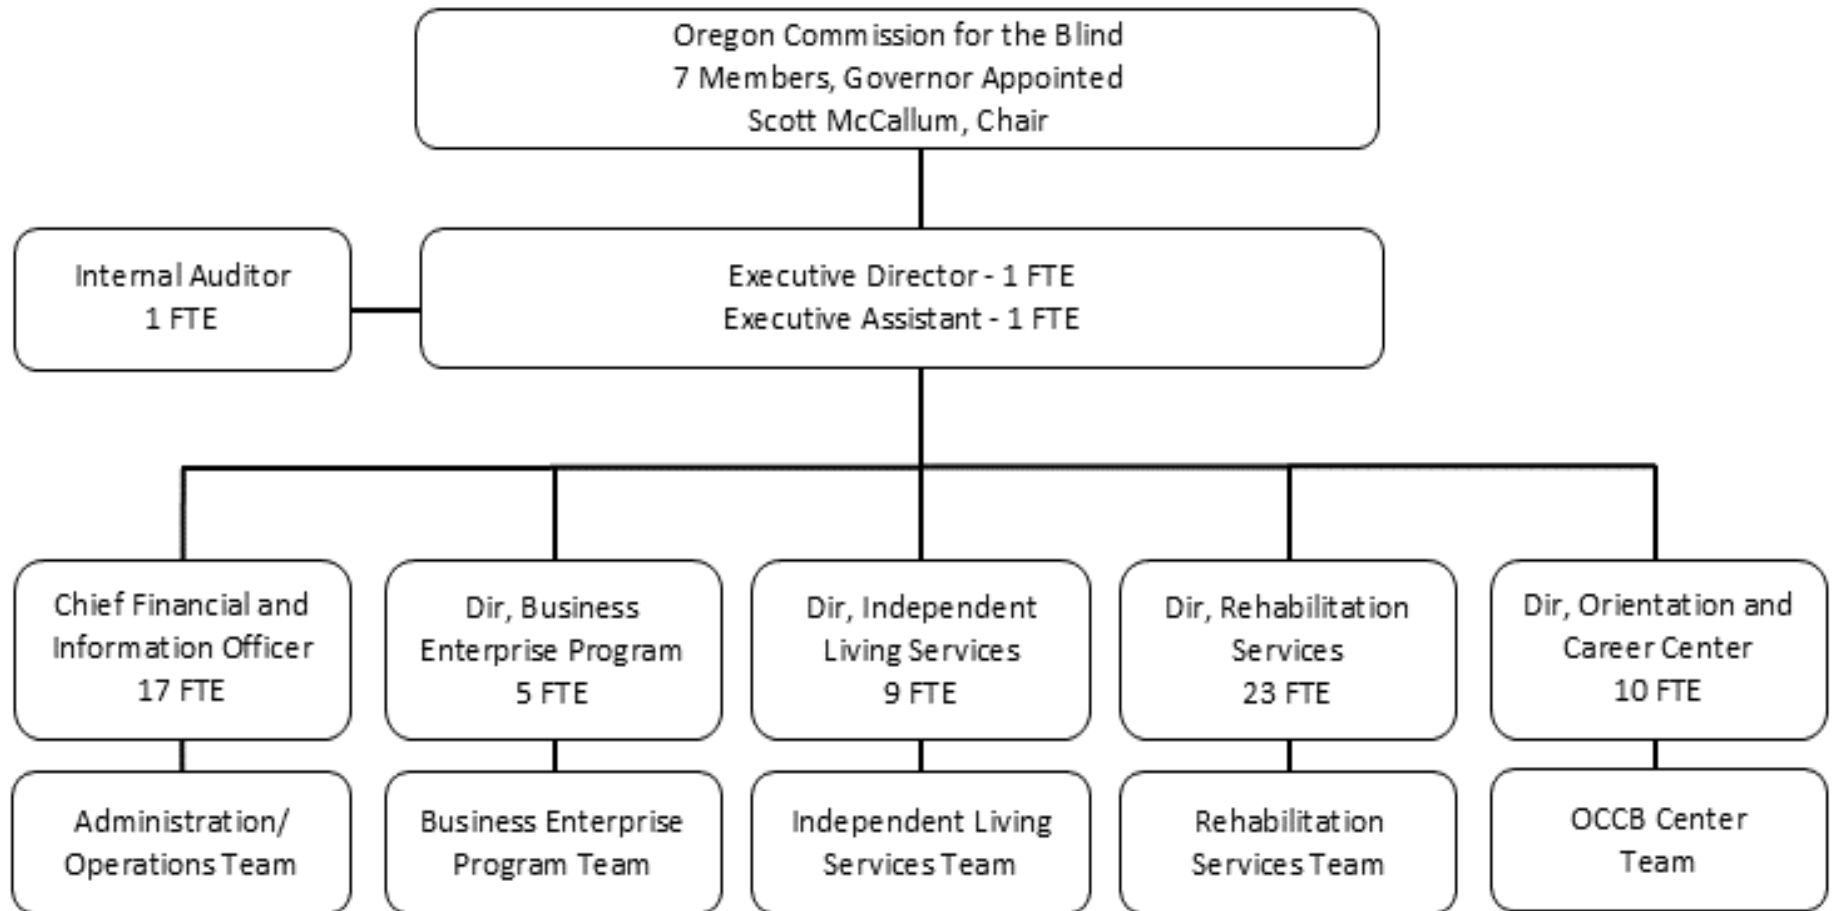 Oregon Commission for the Blind
7 Members, Governor Appointed
Scott McCallum, Chair
Internal Auditor
1 FTE
Executive Director - 1 FTE
Executive Assistant - 1 FTE
Chief Financial and
Information Officer
17 FTE
Dir, Business
Enterprise Program
5 FTE
Dir, Independent
Living Services
9 FTE
Dir, Rehabilitation
Services
23 FTE
Dir, Orientation and
Career Center
10 FTE
Administration/
Operations Team
Business Enterprise
Program Team
Independent Living
Services Team
Rehabilitation
Services Team
OCCB Center
Team